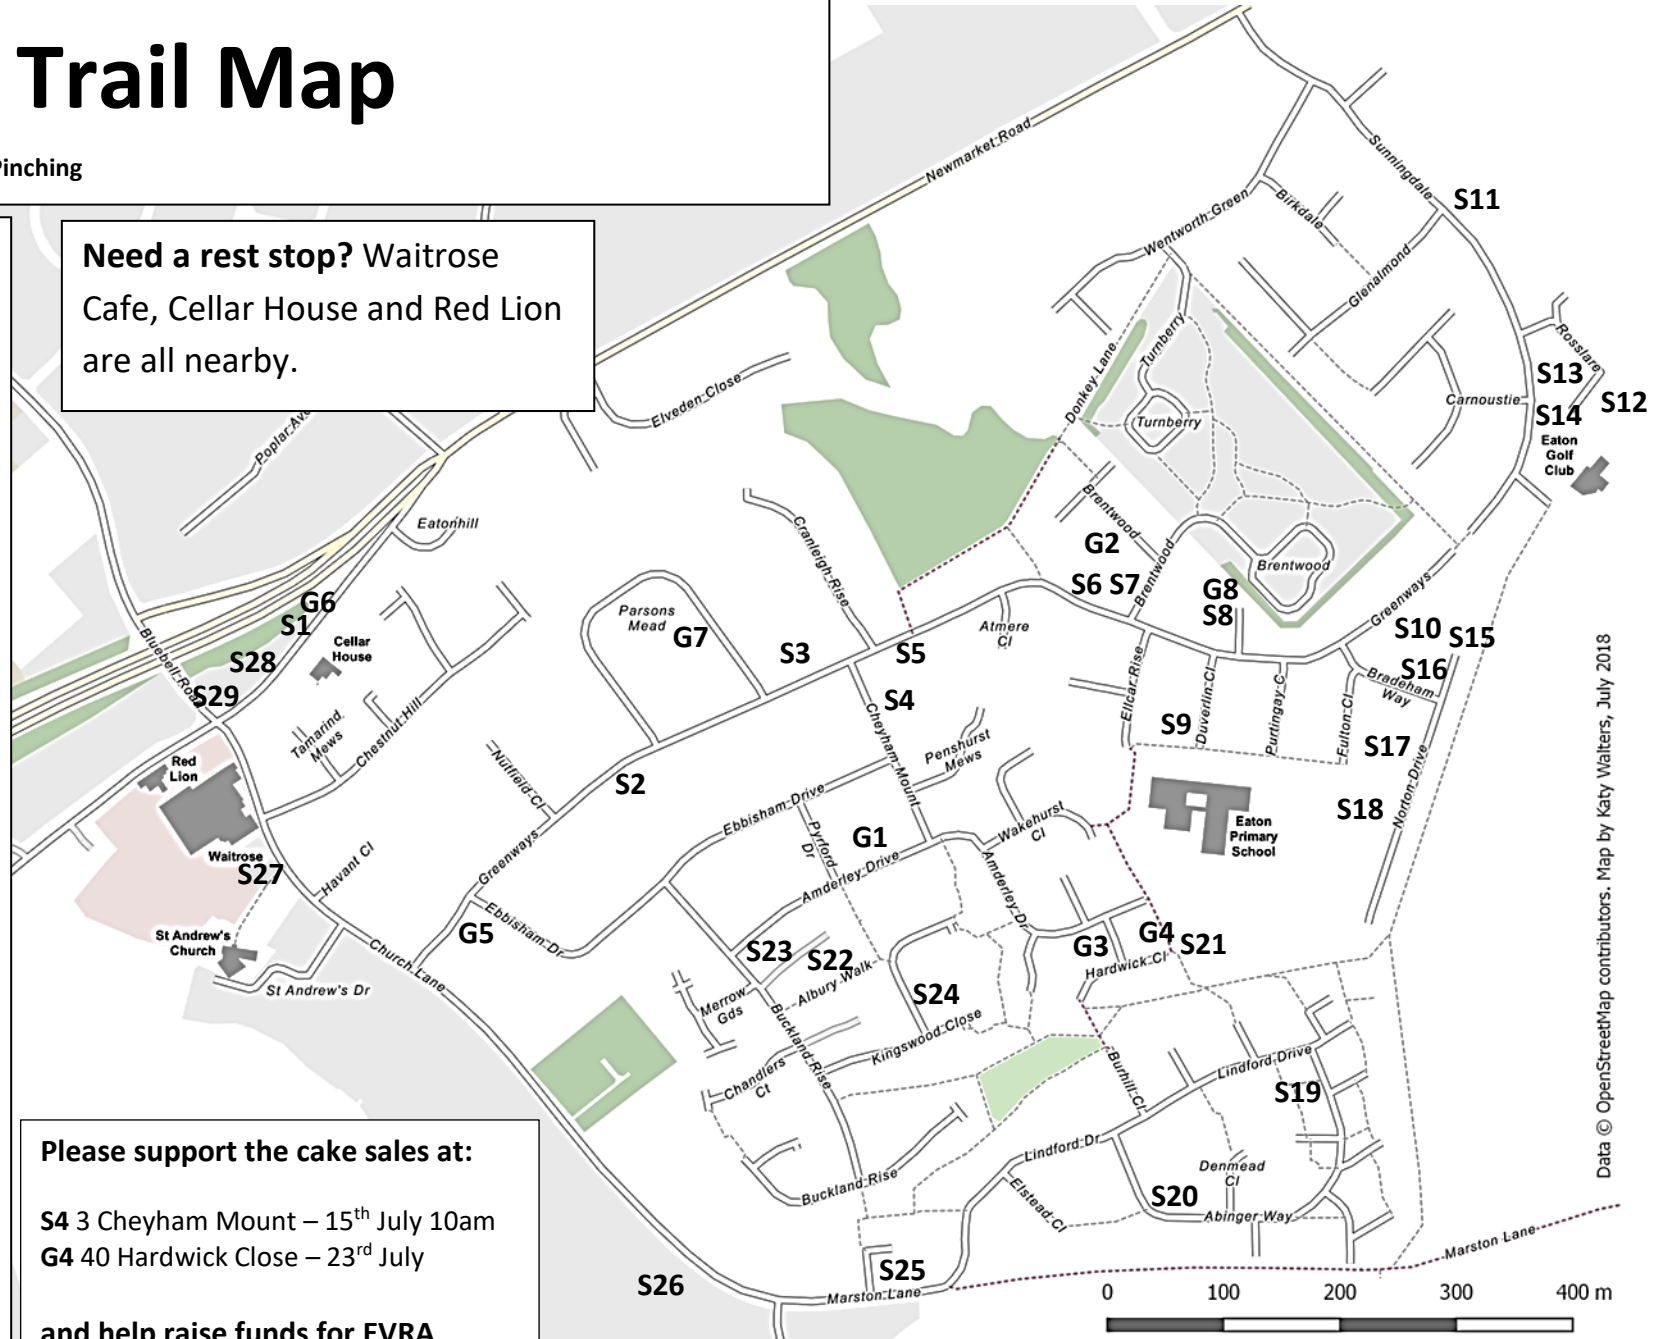 Trail Map
Pinching
Need a rest stop? Waitrose
Cafe, Cellar House and Red Lion
are all nearby.
Newmarket Road
Sunningdale
S11
Birkdale
Wentworth Green
Glenalmond
Rosslare
S13
S12
Carnoustie
S14
Eaton
Golf
Club
Turnberry
Turnberry
Donkey Lane
Elveden Close
Poplar Ave
Eatonhill
Cranleigh Rise
Brentwood
G2
Brentwood
Brentwood
S6 S7
G8
S8
Greenways
S10
S15
S16
Bradeham
Way
G6
S1
Cellar
House
S28
Bluebell Road
S29
Parsons
Mead
G7
S3
S5
Atmere
Cl
S4
Ellcar Rise
S9
Duverlin Cl
Purtingay C
Fulton Cl
S17
Norton Drive
S18
Tamarind
Mews
Chestnut Hill
Red
Lion
Waitrose
S27
Nutfield Cl
S2
Cheyham Mount
Penshurst
Mews
Ebbisham Drive
Pyrford
Dr
G1
Wakehurst
Cl
Amderley Drive
Amderley Dr
Eaton
Primary
School
Havant Cl
Greenways
G5
Ebbisham Dr
St Andrew's
Church
St Andrew's Dr
Church Lane
S23
S22
Albury Walk
Merrow
Gds
G3
G4
S21
Hardwick Cl
S24
Kingswood Close
Buckland Rise
Chandlers
Ct
Burhill Cl
Lindford Drive
S19
Lindford Dr
Denmead
Cl
S20
Abinger Way
Elstead Cl
Buckland Rise
S25
S26
Marston Lane
Marston Lane
Please support the cake sales at:
S4 3 Cheyham Mount – 15th July 10am
G4 40 Hardwick Close – 23rd July
and help raise funds for EVRA
0 100 200 300 400 m
Data © OpenStreetMap contributors. Map by Katy Walters, July 2018